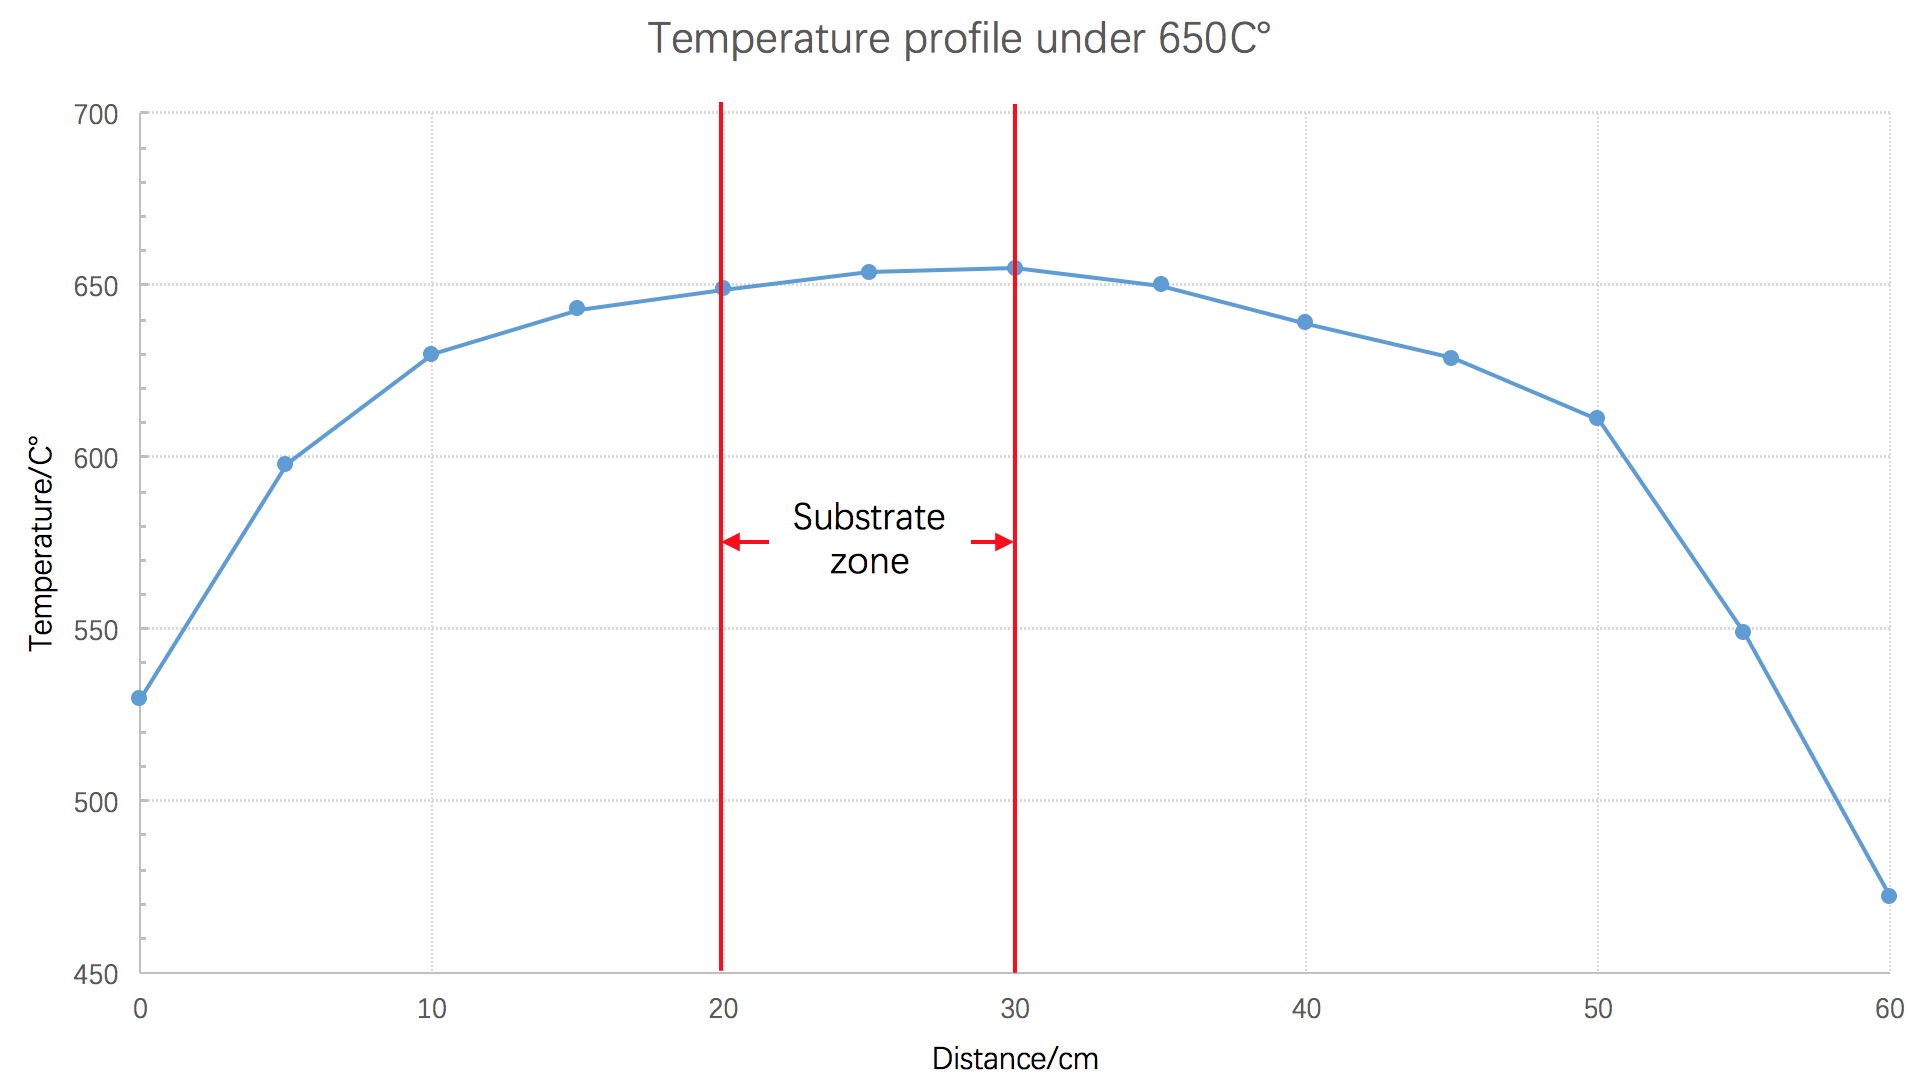 Temperature profile under 650C°
700
650
600
550
500
450
Temperature/C°
Substrate
zone
0 10 20 30 40 50 60
Distance/cm